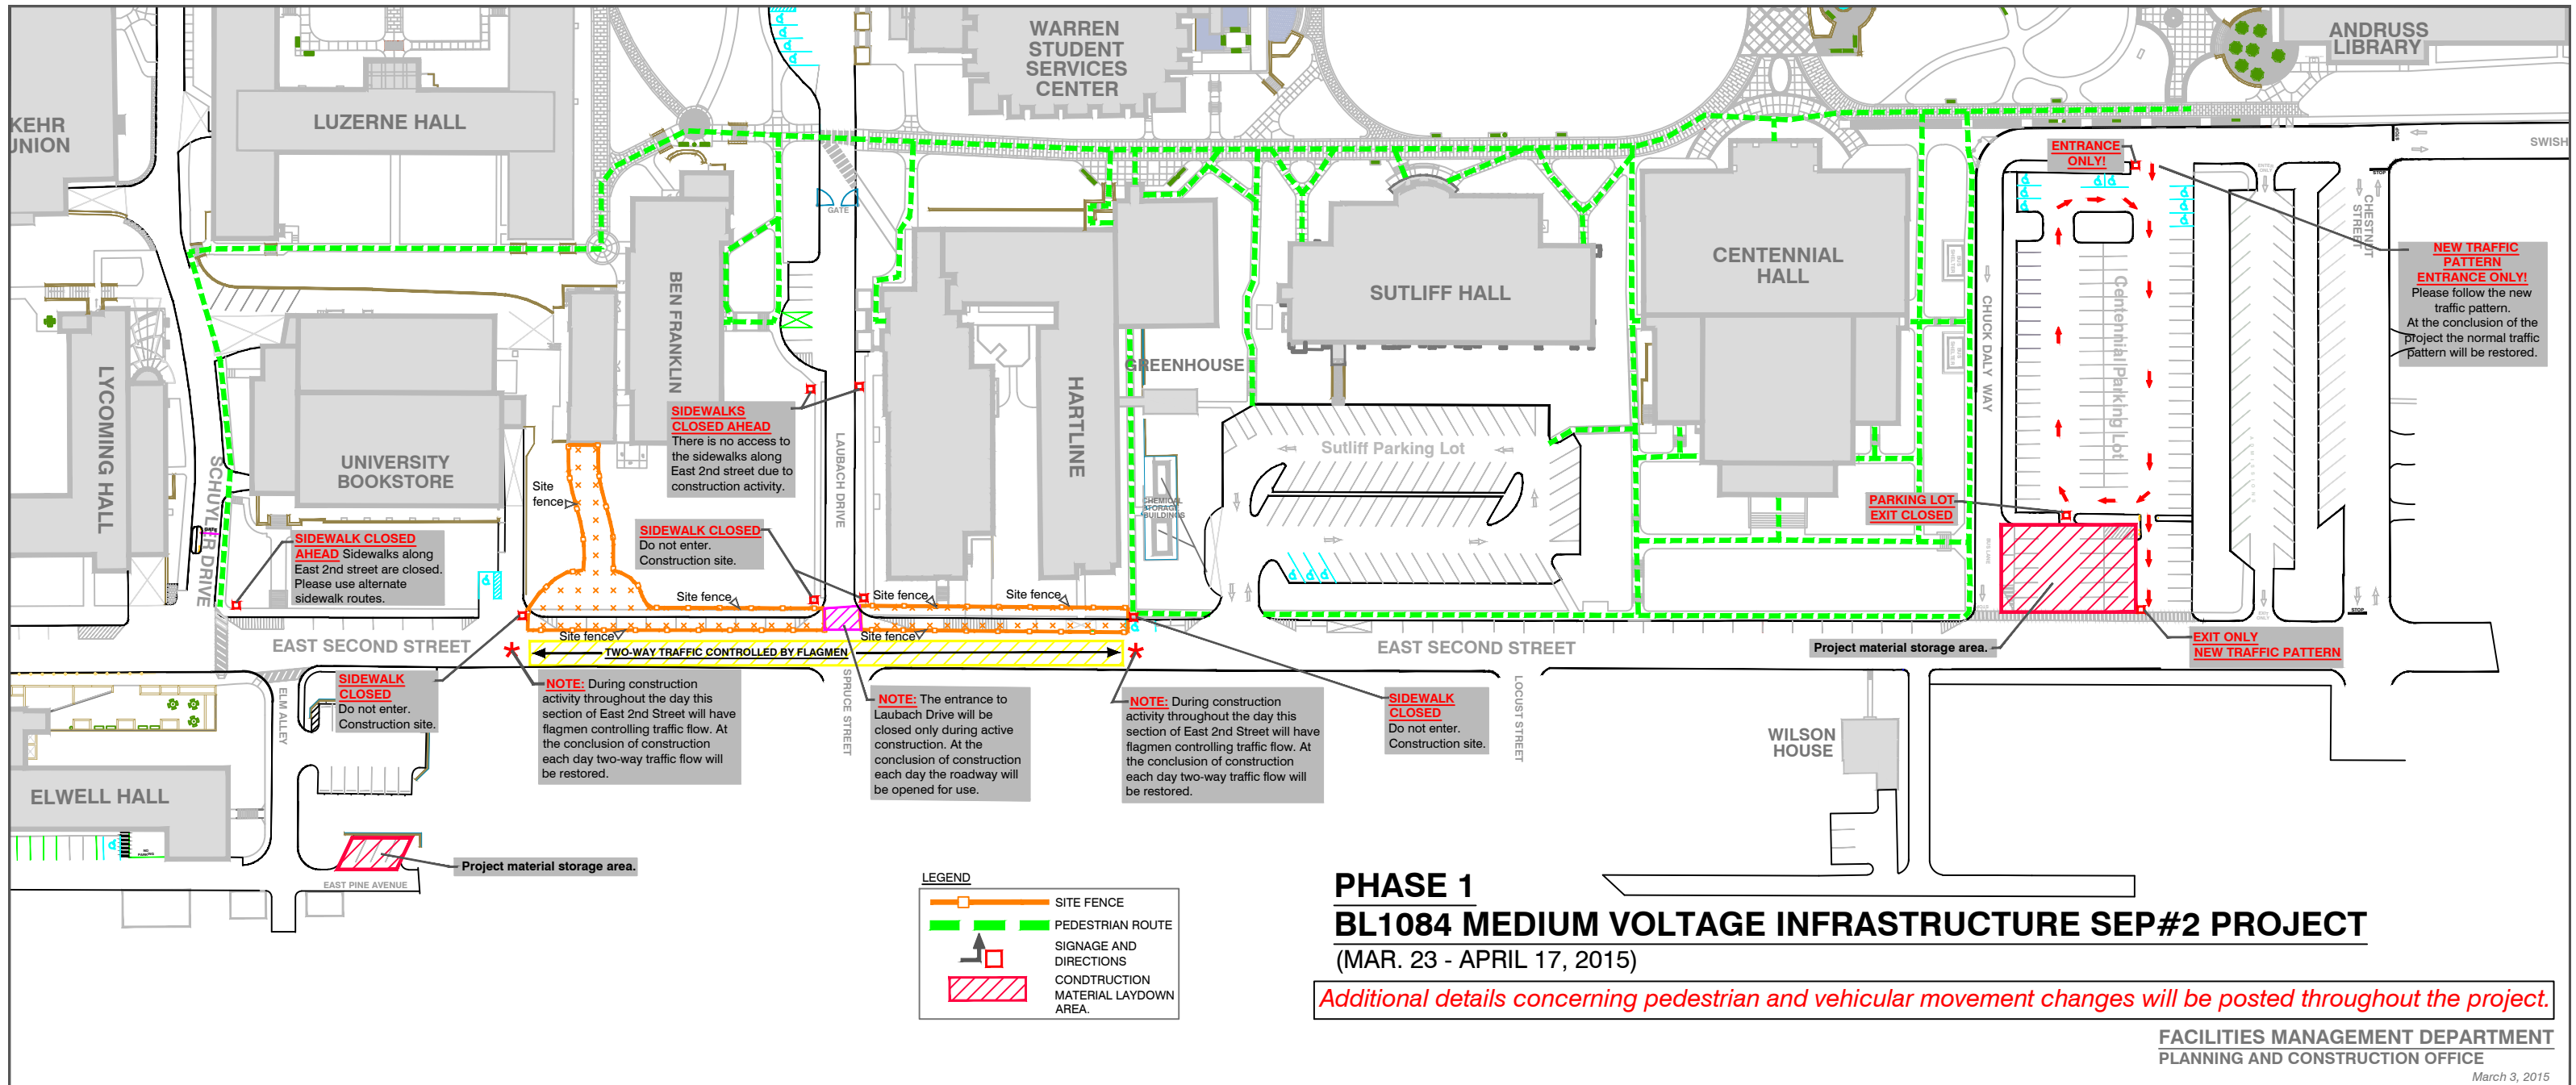 WARREN
STUDENT
SERVICES
CENTER
ANDRUSS
LIBRARY
KEHR
UNION
LUZERNE HALL
SWISH
ENTRANCE
ONLY!
STOP
STOP
CHESTNUT
STREET
GATE
NEW TRAFFIC
PATTERN
ENTRANCE ONLY!
Please follow the new
traffic pattern.
At the conclusion of the
project the normal traffic
pattern will be restored.
BEN FRANKLIN
SUTLIFF HALL
CENTENNIAL
HALL
BUS
SHELTER
BUS
SHELTER
CHUCK DALY WAY
Centennial Parking Lot
LYCOMING HALL
GREENHOUSE
HARTLINE
SIDEWALKS
CLOSED AHEAD
There is no access to
the sidewalks along
East 2nd street due to
construction activity.
LAUBACH DRIVE
UNIVERSITY
BOOKSTORE
Sutliff Parking Lot
SCHUYLER DRIVE
Site
fence
CHEMICAL
STORAGE
BUILDINGS
PARKING LOT
EXIT CLOSED
SIDEWALK CLOSED
Do not enter.
Construction site.
SIDEWALK CLOSED
AHEAD Sidewalks along
East 2nd street are closed.
Please use alternate
sidewalk routes.
Site fence
Site fence
Site fence
Site fence
Site fence
STOP
EAST SECOND STREET
TWO-WAY TRAFFIC CONTROLLED BY FLAGMEN
EAST SECOND STREET
Project material storage area.
EXIT ONLY
NEW TRAFFIC PATTERN
SIDEWALK
CLOSED
Do not enter.
Construction site.
ELM ALLEY
NOTE: During construction
activity throughout the day this
section of East 2nd Street will have
flagmen controlling traffic flow. At
the conclusion of construction
each day two-way traffic flow will
be restored.
SPRUCE STREET
NOTE: The entrance to
Laubach Drive will be
closed only during active
construction. At the
conclusion of construction
each day the roadway will
be opened for use.
NOTE: During construction
activity throughout the day this
section of East 2nd Street will have
flagmen controlling traffic flow. At
the conclusion of construction
each day two-way traffic flow will
be restored.
SIDEWALK
CLOSED
Do not enter.
Construction site.
LOCUST STREET
WILSON
HOUSE
ELWELL HALL
NO
PARKING
Project material storage area.
EAST PINE AVENUE
LEGEND
SITE FENCE
PEDESTRIAN ROUTE
SIGNAGE AND
DIRECTIONS
CONDTRUCTION
MATERIAL LAYDOWN
AREA.
PHASE 1
BL1084 MEDIUM VOLTAGE INFRASTRUCTURE SEP#2 PROJECT
(MAR. 23 - APRIL 17, 2015)
Additional details concerning pedestrian and vehicular movement changes will be posted throughout the project.
FACILITIES MANAGEMENT DEPARTMENT
PLANNING AND CONSTRUCTION OFFICE
March 3, 2015